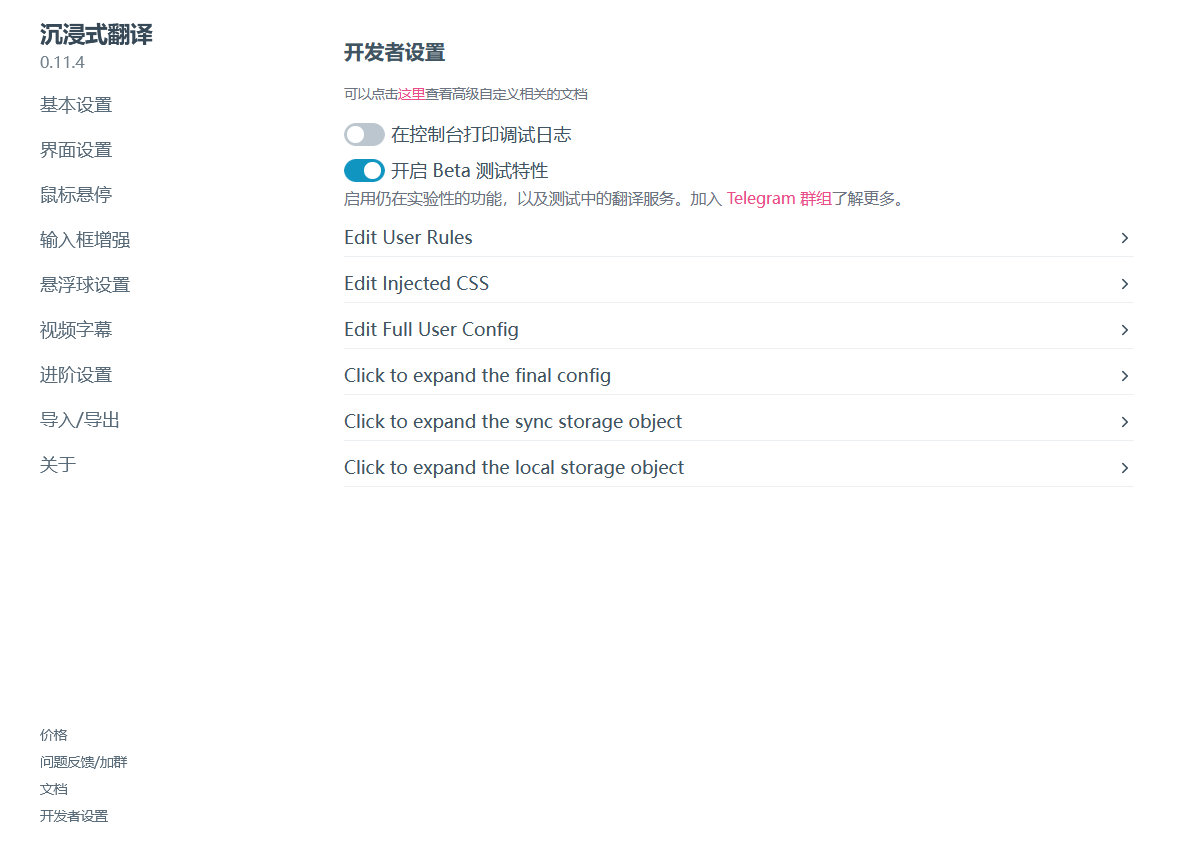 沉浸式翻译
0.11.4
基本设置
界面设置
鼠标悬停
输入框增强
悬浮球设置
视频字幕
进阶设置
导入/导出
关于
价格
问题反馈/加群
文档
开发者设置
开发者设置
可以点击这里查看高级自定义相关的文档
在控制台打印调试日志
开启 Beta 测试特性
启用仍在实验性的功能，以及测试中的翻译服务。加入 Telegram 群组了解更多。
Edit User Rules
Edit Injected CSS
Edit Full User Config
Click to expand the final config
Click to expand the sync storage object
Click to expand the local storage object